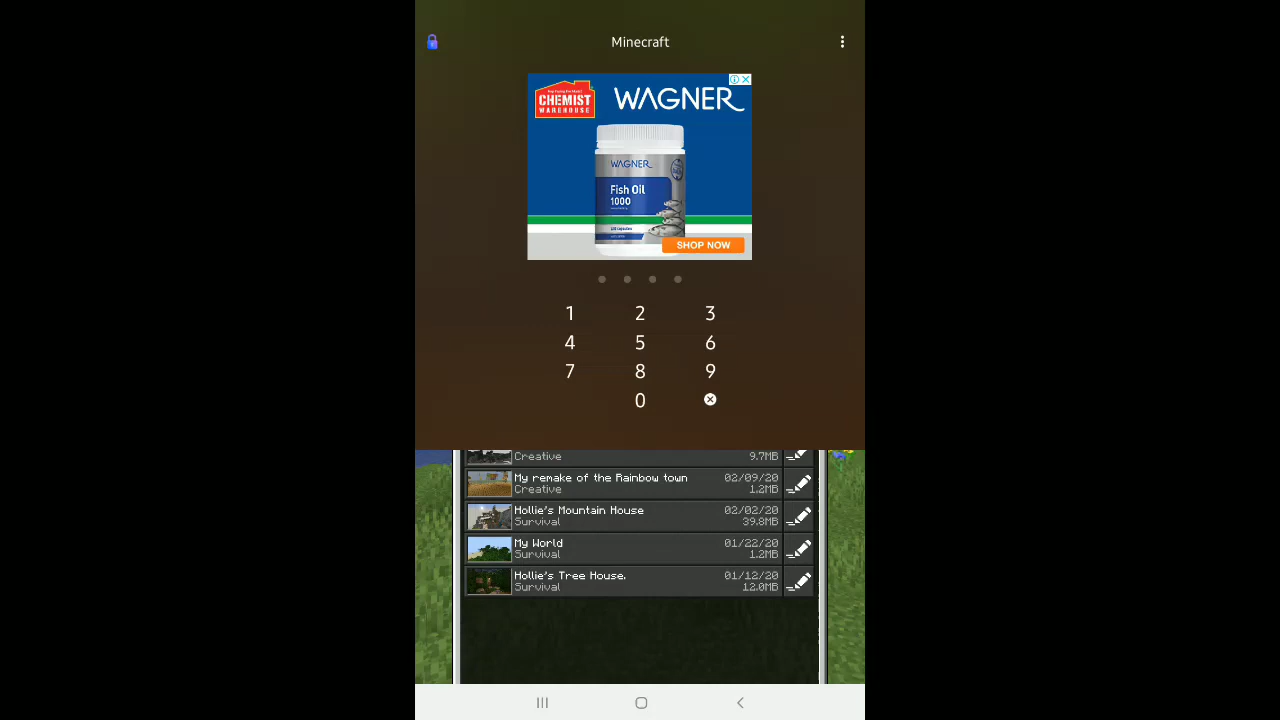 Minecraft
CHEMIST
WAREHOUSE
WAGNER
WAGNER
Fish Oil
1000
SHOP NOW
1 2 3
4 5 6
7 8 9
0
Creative 9.7MB
My remake of the Rainbow town 02/09/20
Creative 1.2MB
Hollie's Mountain House 02/02/20
Survival 39.8MB
My World 01/22/20
Survival 1.2MB
Hollie's Tree House. 01/12/20
Survival 12.0MB